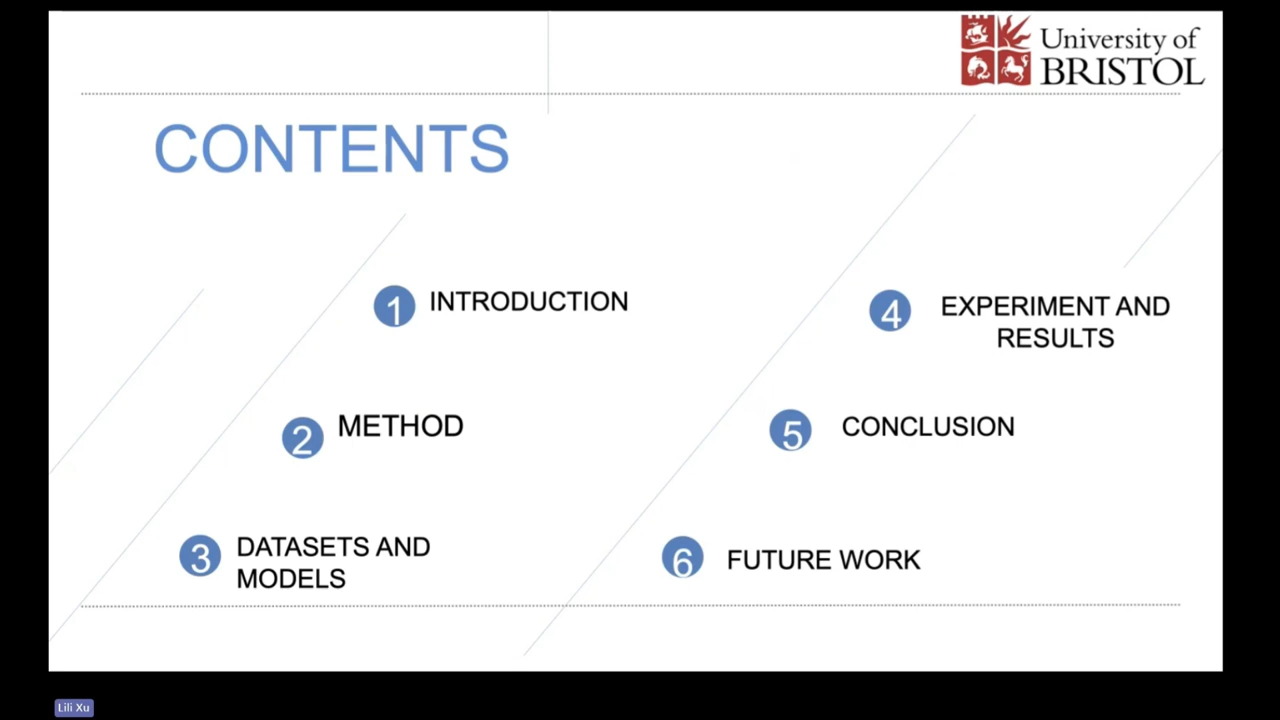 University of
BRISTOL
CONTENTS
1 INTRODUCTION
2 METHOD
3 DATASETS AND
MODELS
4 EXPERIMENT AND
RESULTS
5 CONCLUSION
6 FUTURE WORK
Lili Xu